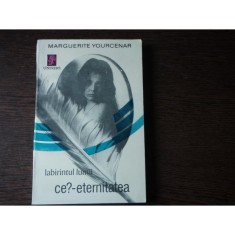 MARGUERITE YOURCENAR
labirintul lumii
ce?-eternitatea